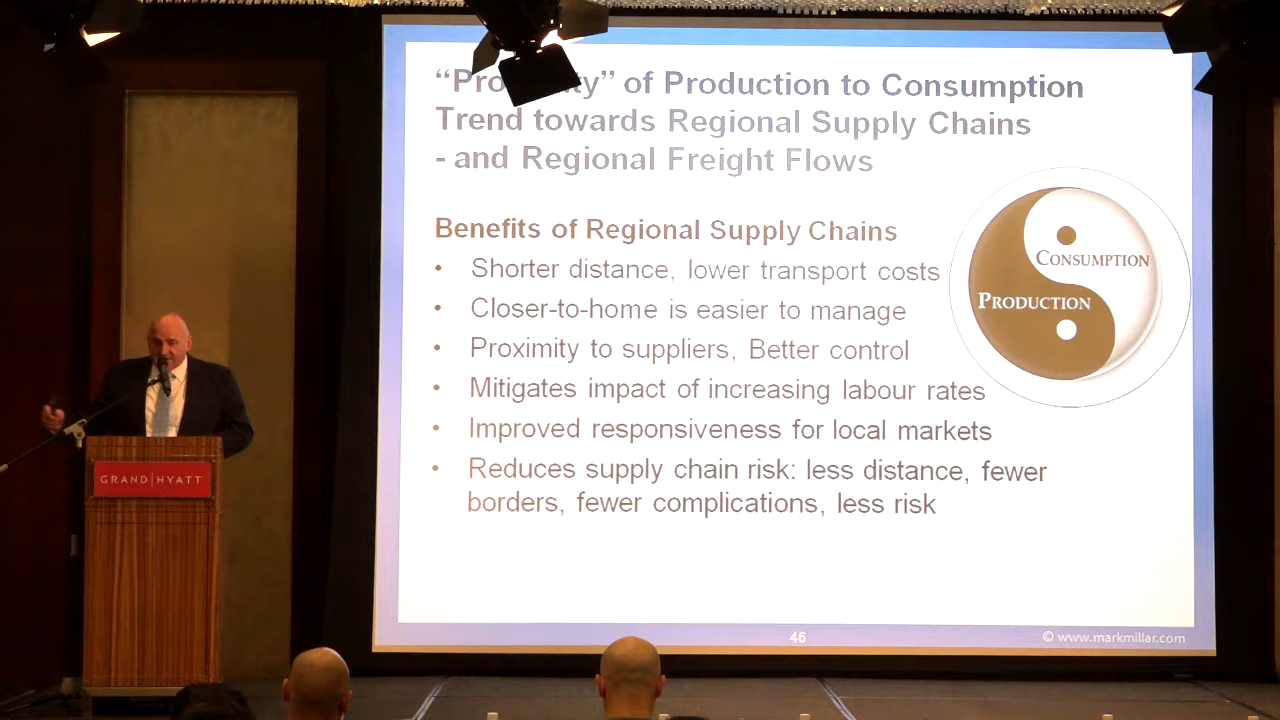 of Production to Consumption
Trend towards Regional Supply Chains
- and Regional Freight Flows
Benefits of Regional Supply Chains
• Shorter distance, lower transport costs
• Closer-to-home is easier to manage
• Proximity to suppliers, Better control
• Mitigates impact of increasing labour rates
• Improved responsiveness for local markets
• Reduces supply chain risk: less distance, fewer
borders, fewer complications, less risk
CONSUMPTION
PRODUCTION
GRAND|HYATT
46
© www.markmillar.com